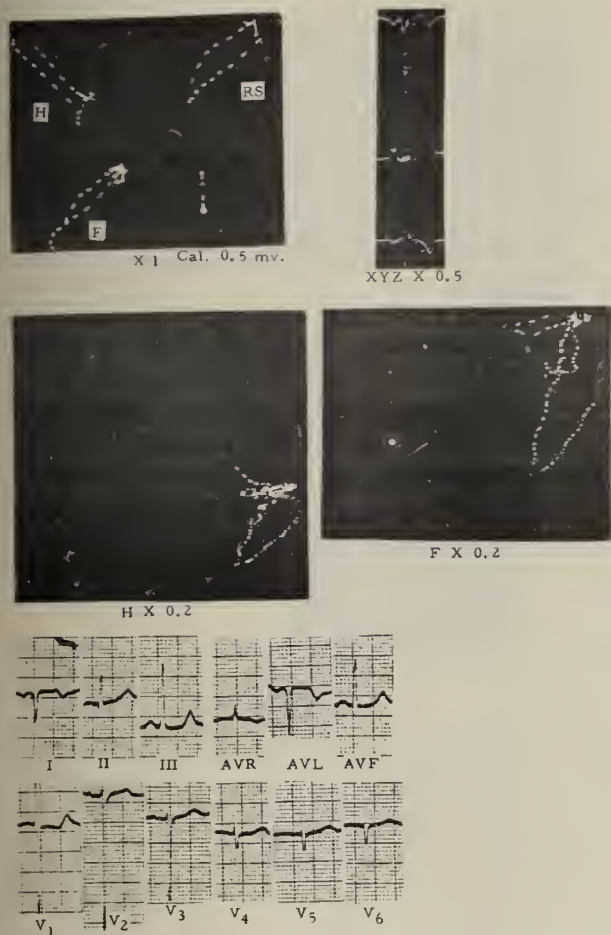 H
RS
F
X 1 Cal. 0.5 mv.
XYZ X 0.5
H X 0.2
F X 0.2
I II III AVR AVL AVF
V1 V2 V3 V4 V5 V6